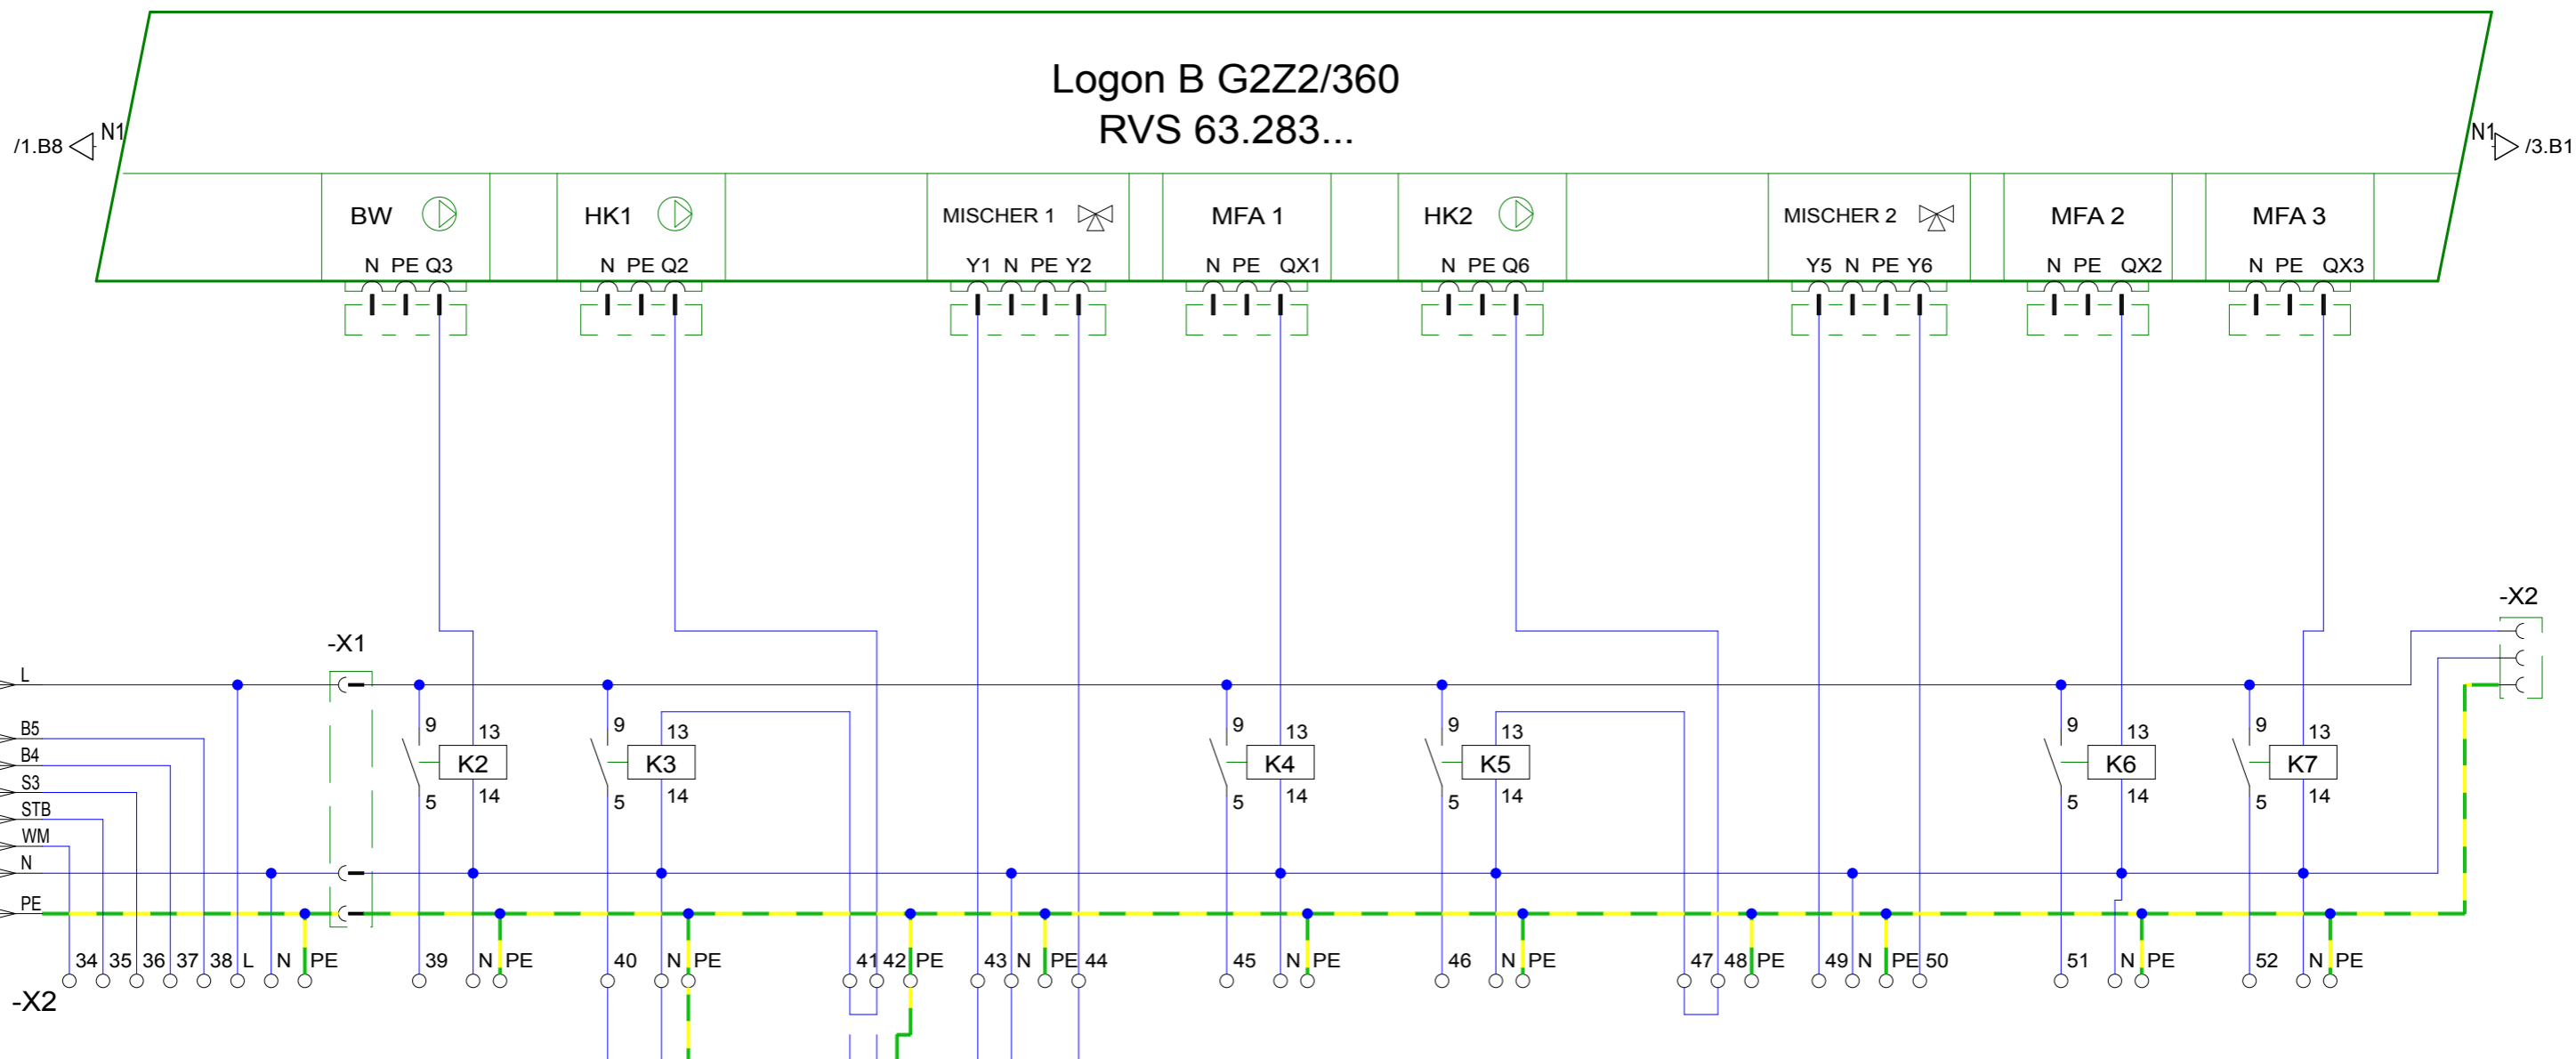 Logon B G2Z2/360
RVS 63.283...
/1.B8 N1 N1 /3.B1
BW HK1 MISCHER 1 MFA 1 HK2 MISCHER 2 MFA 2 MFA 3
N PE Q3 N PE Q2 Y1 N PE Y2 N PE QX1 N PE Q6 Y5 N PE Y6 N PE QX2 N PE QX3
-X2
-X1
L
B5 9 13 9 13 9 13 9 13 9 13 9 13
B4 K2 K3 K4 K5 K6 K7
S3
STB 5 14 5 14 5 14 5 14 5 14 5 14
WM
N
PE
34 35 36 37 38 L N PE 39 N PE 40 N PE 41 42 PE 43 N PE 44 45 N PE 46 N PE 47 48 PE 49 N PE 50 51 N PE 52 N PE
-X2